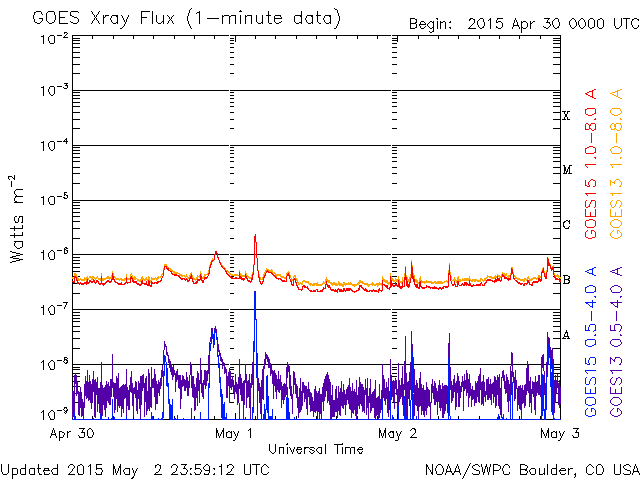 GOES Xray Flux (1-minute data)
Begin: 2015 Apr 30 0000 UTC
10-2
10-3
10-4
10-5
10-6
10-7
10-8
10-9
Watts m-2
X
M
C
B
A
GOES15 1.0-8.0 A
GOES13 1.0-8.0 A
GOES15 0.5-4.0 A
GOES13 0.5-4.0 A
Apr 30
May 1
May 2
May 3
Universal Time
Updated 2015 May 2 23:59:12 UTC
NOAA/SWPC Boulder, CO USA